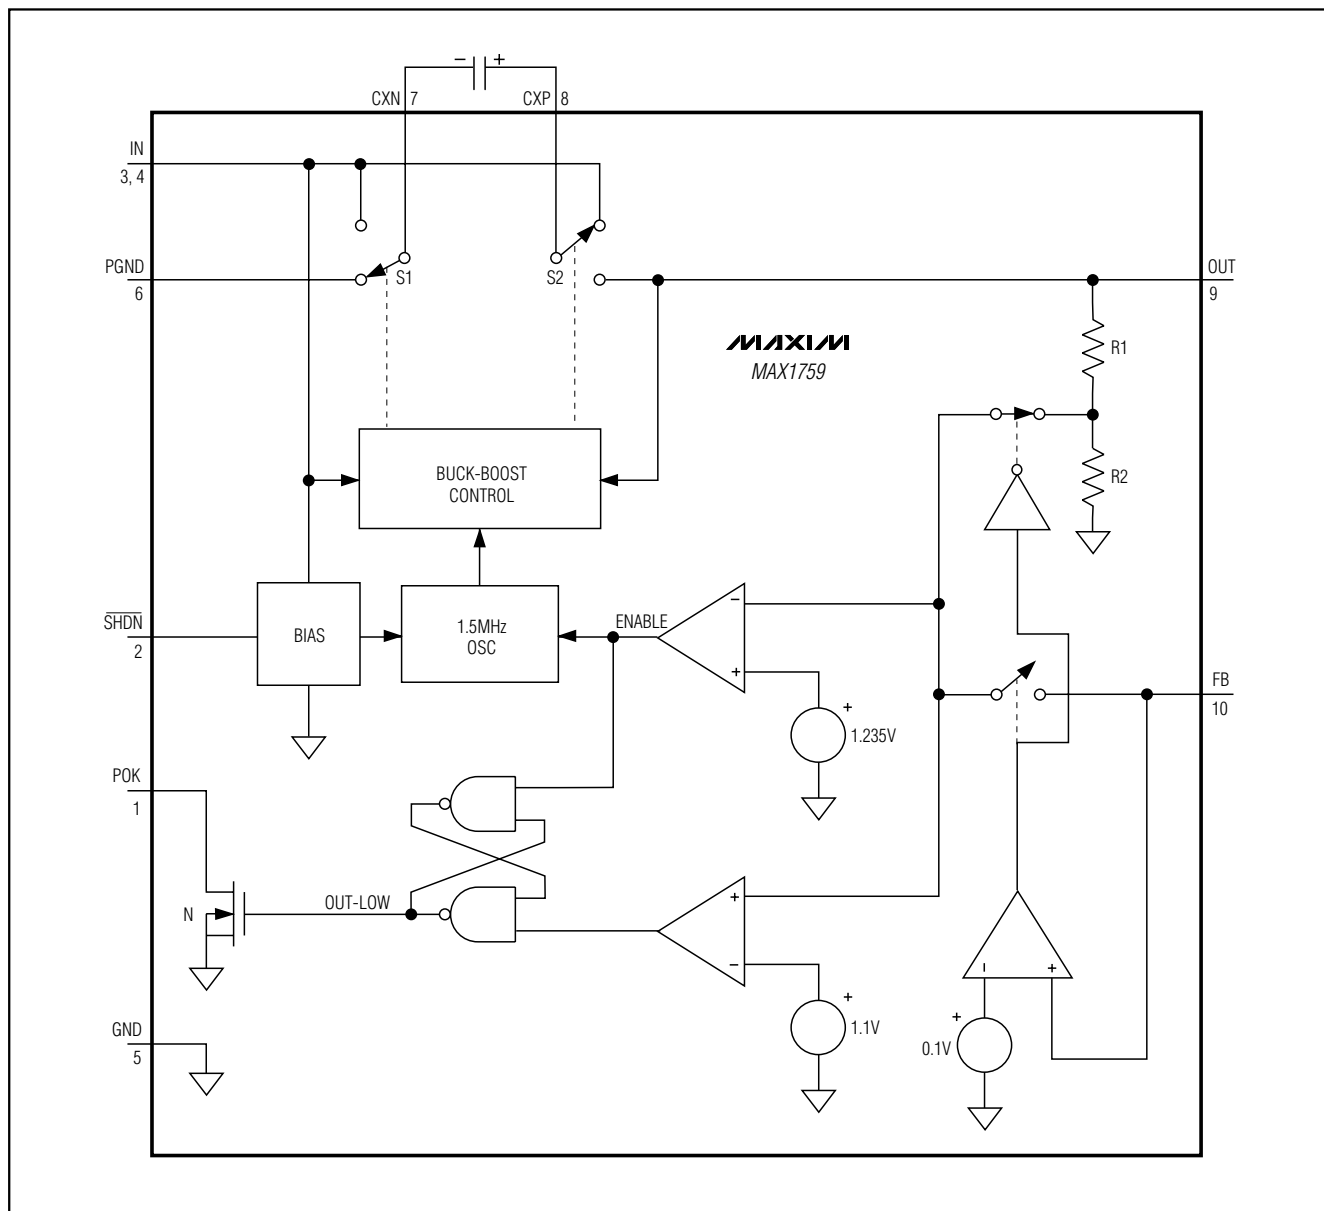 − +
CXN 7 CXP 8
IN
3, 4
PGND
6
S1
S2
OUT
9
MAXIM
MAX1759
R1
R2
BUCK-BOOST
CONTROL
SHDN
2
BIAS
1.5MHz
OSC
ENABLE
−
+
+
1.235V
FB
10
POK
1
N
OUT-LOW
+
−
+
1.1V
− +
+
0.1V
GND
5